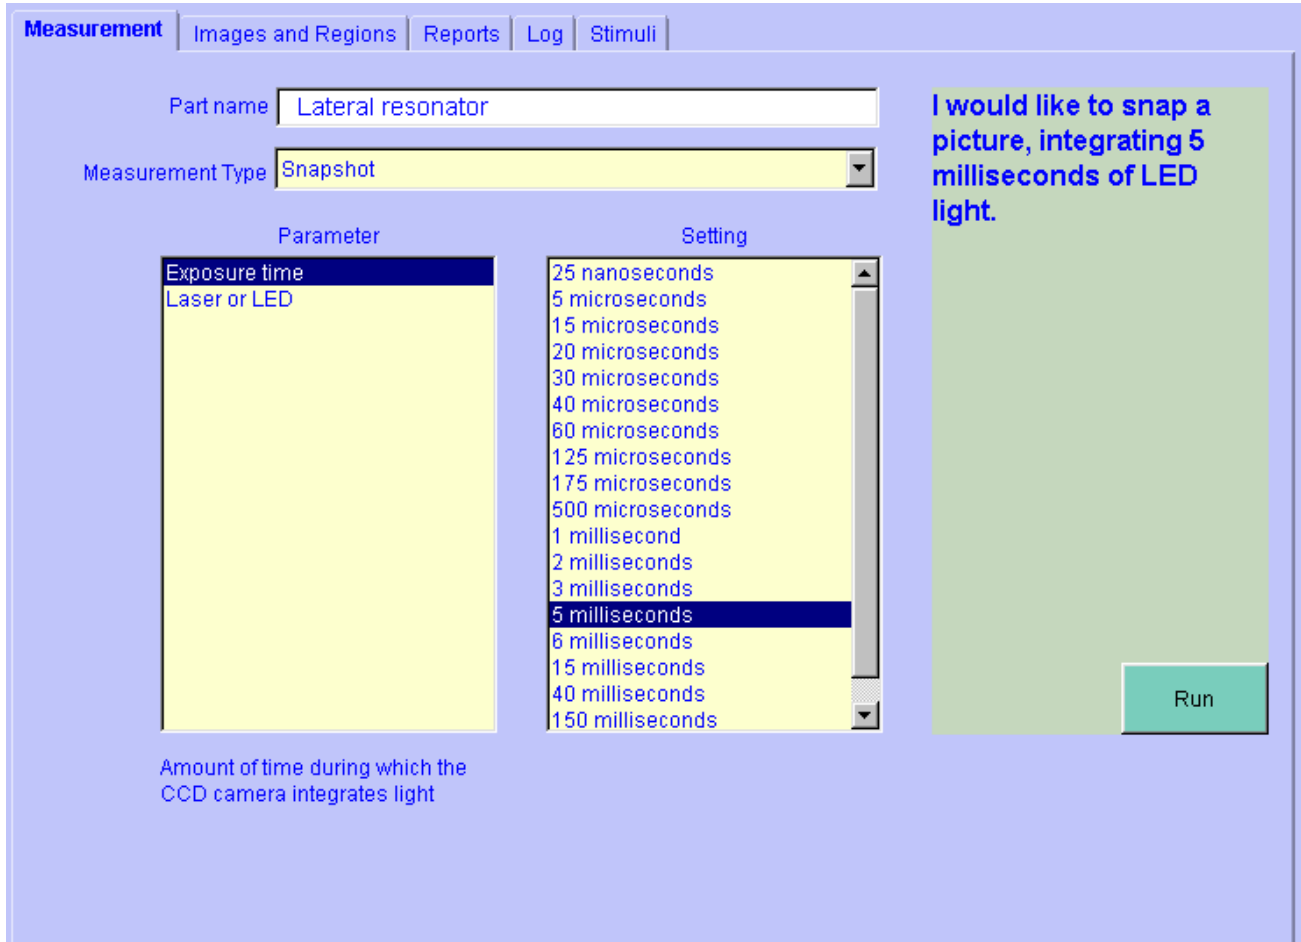 Measurement
Images and Regions
Reports
Log
Stimuli
Part name
Lateral resonator
Measurement Type
Snapshot
Parameter
Exposure time
Laser or LED
Amount of time during which the
CCD camera integrates light
Setting
25 nanoseconds
5 microseconds
15 microseconds
20 microseconds
30 microseconds
40 microseconds
60 microseconds
125 microseconds
175 microseconds
500 microseconds
1 millisecond
2 milliseconds
3 milliseconds
5 milliseconds
6 milliseconds
15 milliseconds
40 milliseconds
150 milliseconds
I would like to snap a
picture, integrating 5
milliseconds of LED
light.
Run